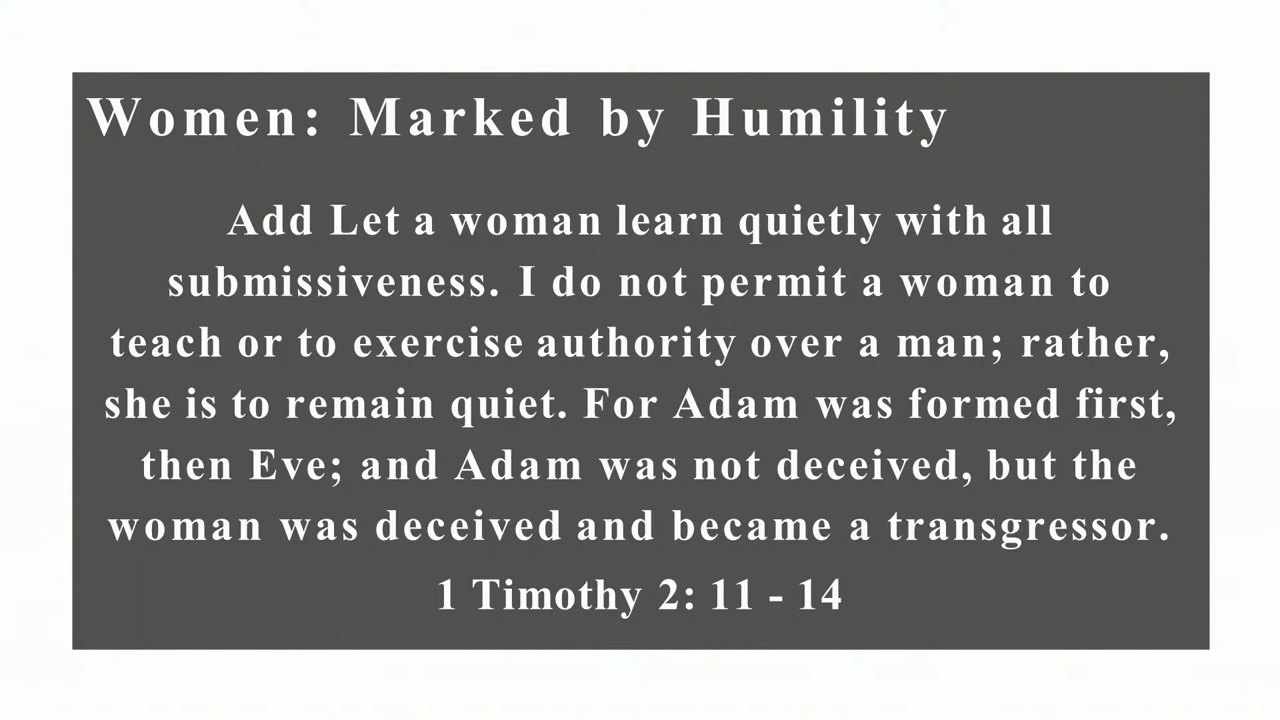 Women: Marked by Humility
Add Let a woman learn quietly with all
submissiveness. I do not permit a woman to
teach or to exercise authority over a man; rather,
she is to remain quiet. For Adam was formed first,
then Eve; and Adam was not deceived, but the
woman was deceived and became a transgressor.
1 Timothy 2: 11 - 14